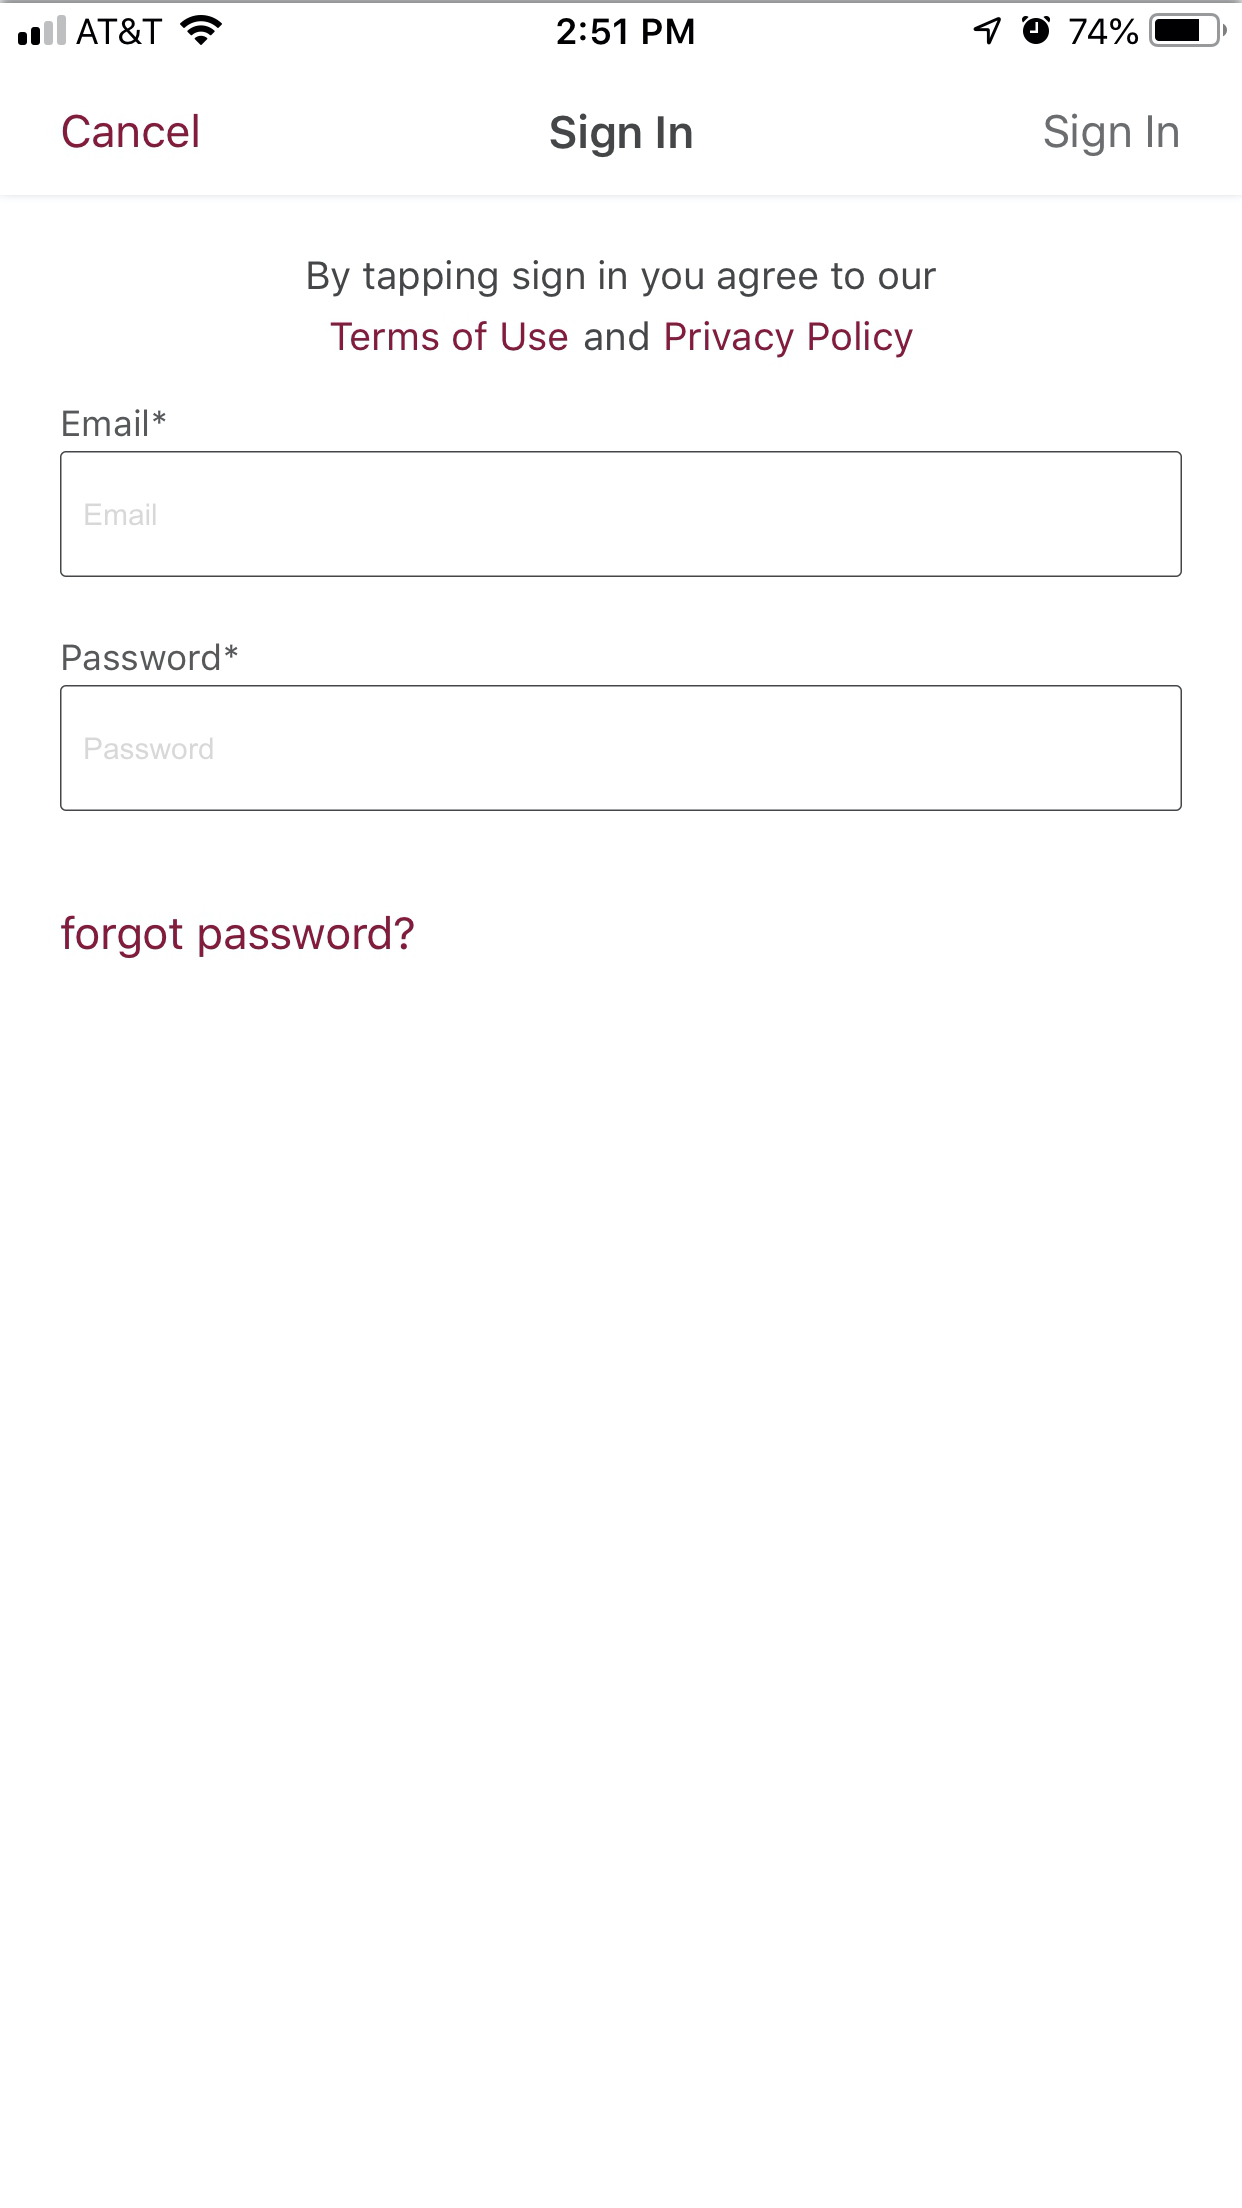 AT&T 2:51 PM 74%
Cancel Sign In Sign In
By tapping sign in you agree to our
Terms of Use and Privacy Policy
Email*
Email
Password*
Password
forgot password?